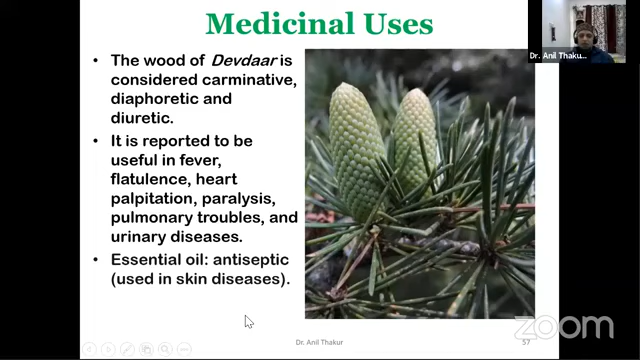 Medicinal Uses
Dr. Anil Thaku...
• The wood of Devdaar is
considered carminative,
diaphoretic and
diuretic.
• It is reported to be
useful in fever,
flatulence, heart
palpitation, paralysis,
pulmonary troubles, and
urinary diseases.
• Essential oil: antiseptic
(used in skin diseases).
zoom
Dr. Anil Thakur
57